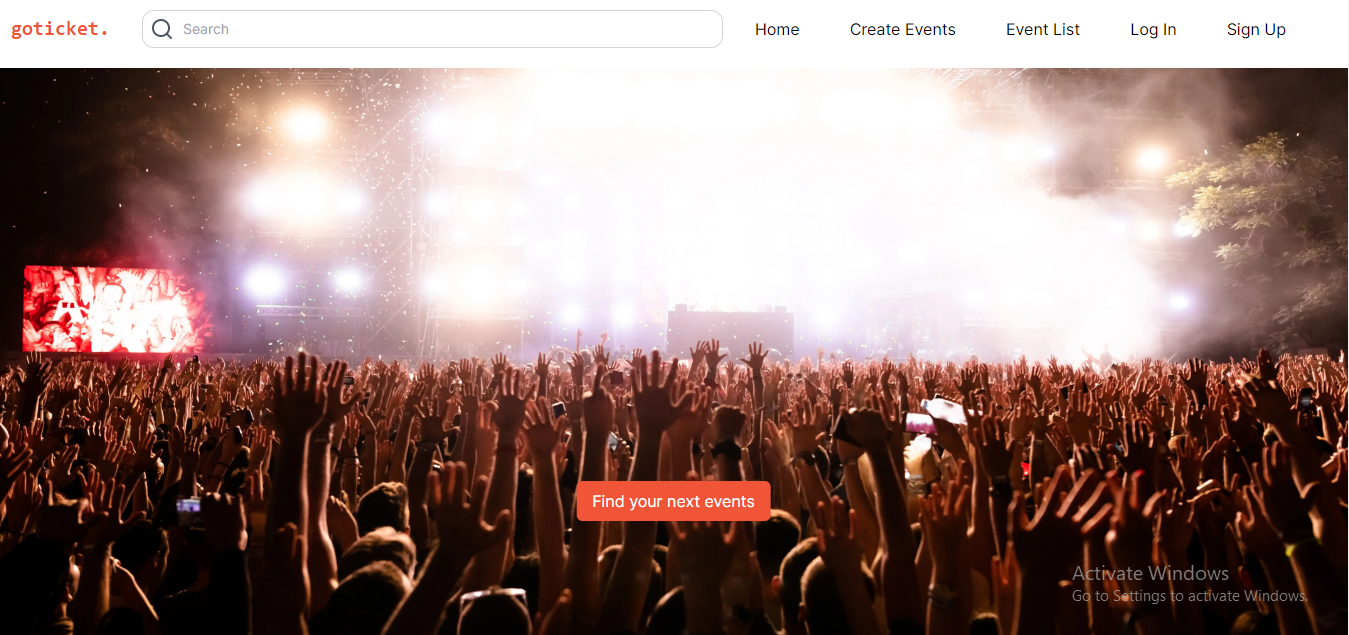 goticket.
Search
Home
Create Events
Event List
Log In
Sign Up
Find your next events
Activate Windows
Go to Settings to activate Windows.